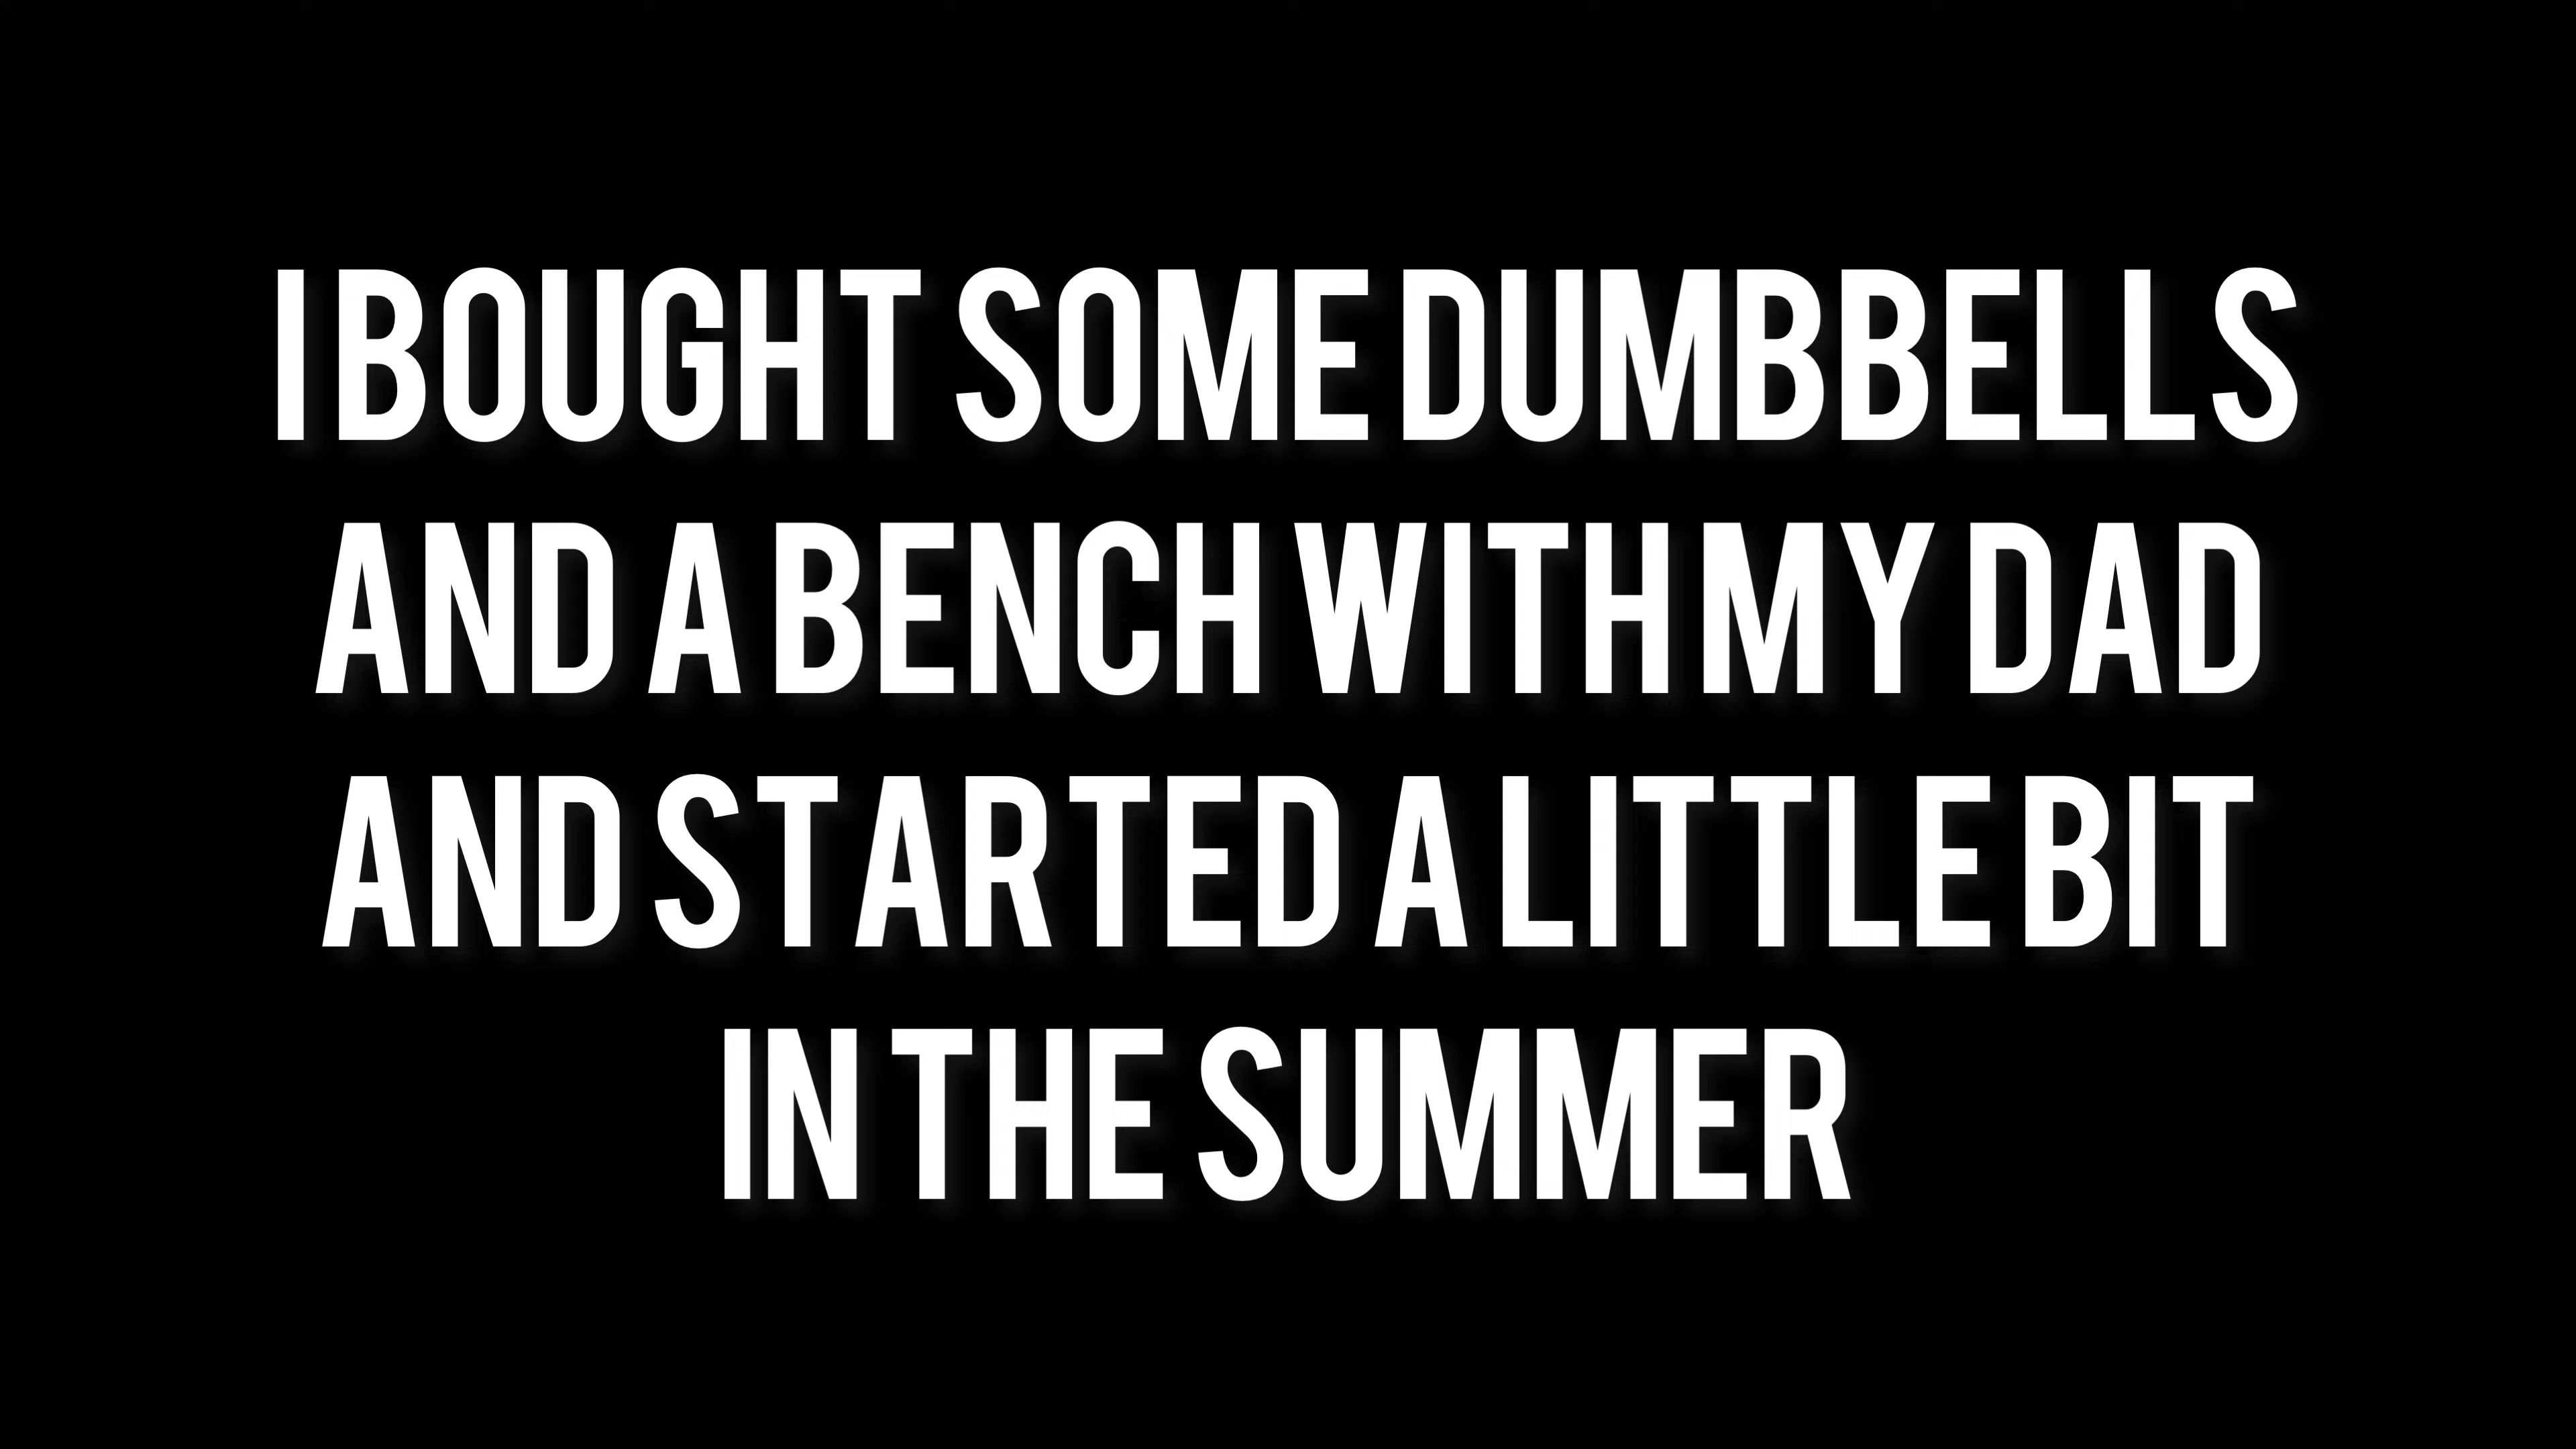 I BOUGHT SOME DUMBBELLS
AND A BENCH WITH MY DAD
AND STARTED A LITTLE BIT
IN THE SUMMER